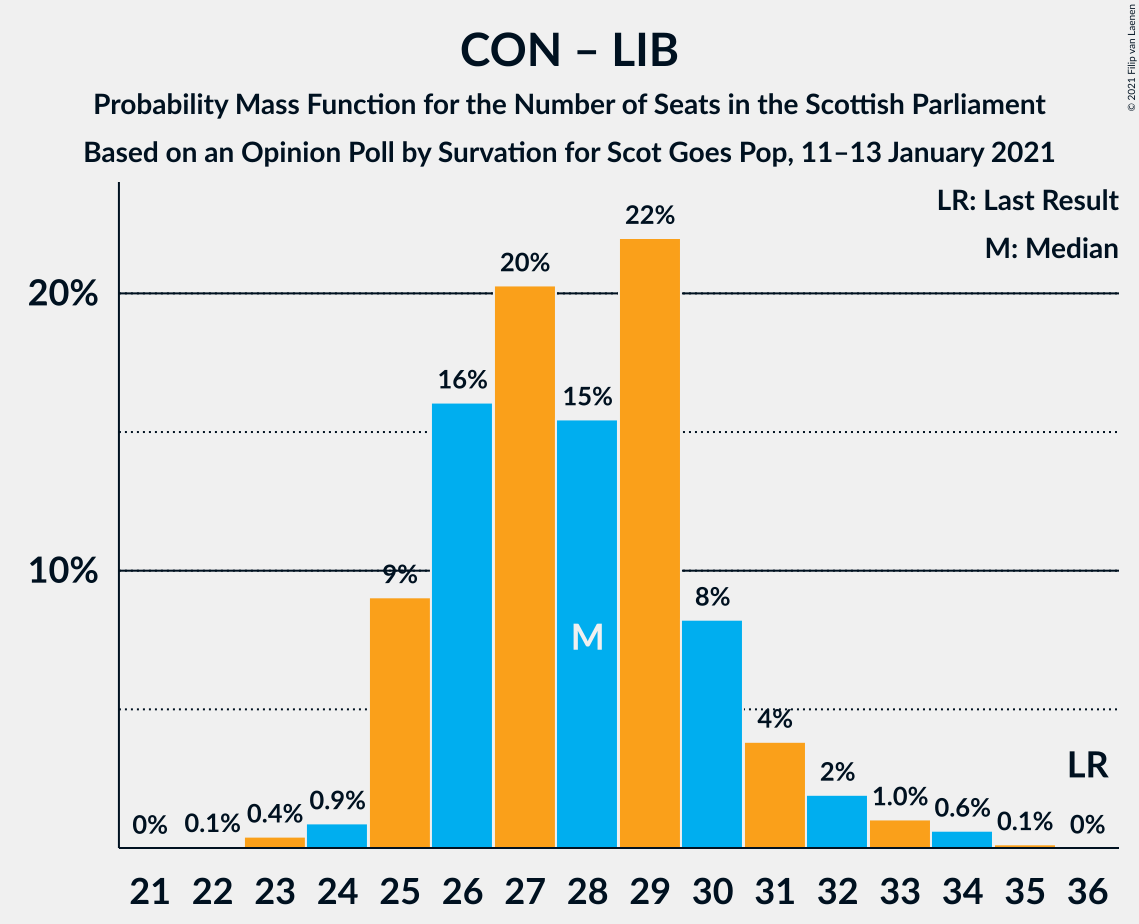 CON – LIB
Probability Mass Function for the Number of Seats in the Scottish Parliament
Based on an Opinion Poll by Survation for Scot Goes Pop, 11–13 January 2021
© 2021 Filip van Laenen
LR: Last Result
M: Median
20%
10%
0%
0.1%
0.4%
0.9%
9%
16%
20%
15%
22%
8%
4%
2%
1.0%
0.6%
0.1%
0%
M
LR
21 22 23 24 25 26 27 28 29 30 31 32 33 34 35 36